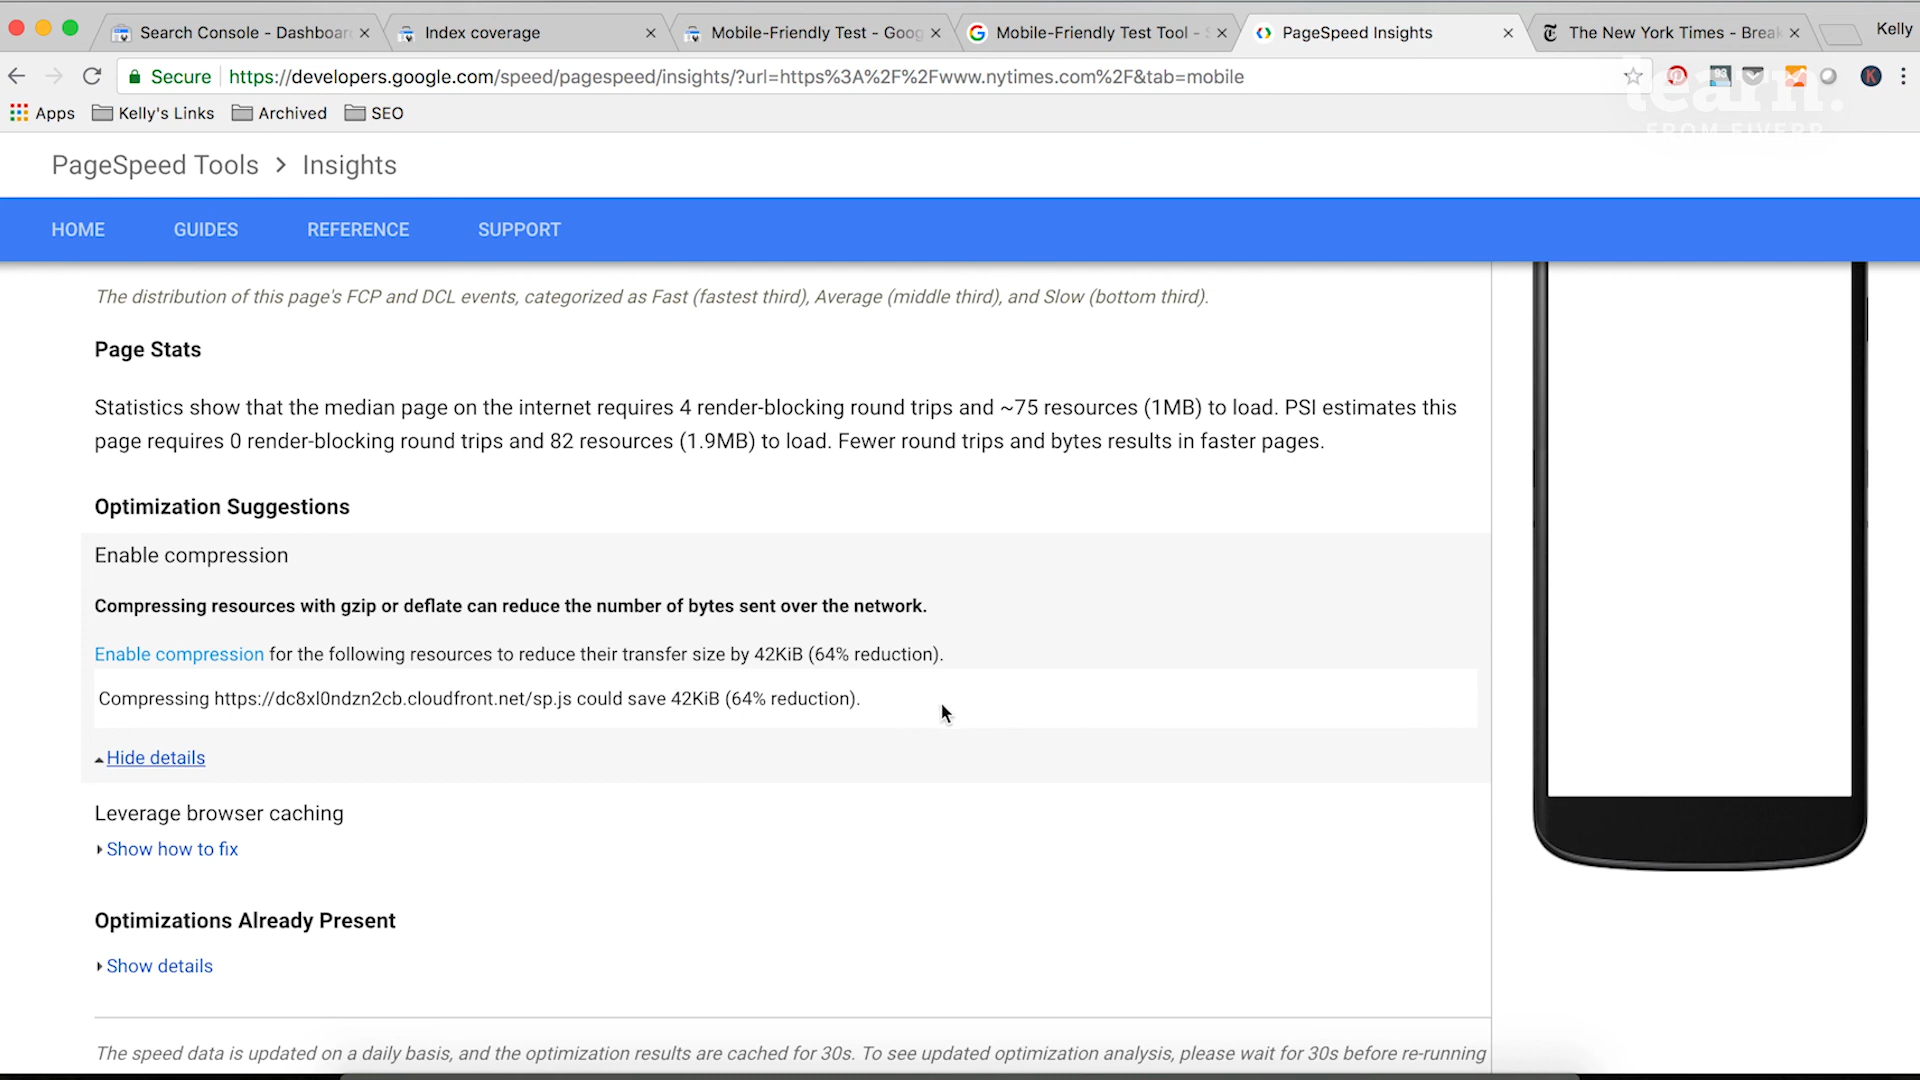 Search Console - Dashboar
Index coverage
Mobile-Friendly Test - Goog
Mobile-Friendly Test Tool -
PageSpeed Insights
The New York Times - Break
Kelly
Secure
https://developers.google.com/speed/pagespeed/insights/?url=https%3A%2F%2Fwww.nytimes.com%2F&tab=mobile
93
K
learn.
FROM FIVERR
Apps
Kelly's Links
Archived
SEO
PageSpeed Tools > Insights
HOME
GUIDES
REFERENCE
SUPPORT
The distribution of this page's FCP and DCL events, categorized as Fast (fastest third), Average (middle third), and Slow (bottom third).
Page Stats
Statistics show that the median page on the internet requires 4 render-blocking round trips and ~75 resources (1MB) to load. PSI estimates this
page requires 0 render-blocking round trips and 82 resources (1.9MB) to load. Fewer round trips and bytes results in faster pages.
Optimization Suggestions
Enable compression
Compressing resources with gzip or deflate can reduce the number of bytes sent over the network.
Enable compression for the following resources to reduce their transfer size by 42KiB (64% reduction).
Compressing https://dc8xl0ndzn2cb.cloudfront.net/sp.js could save 42KiB (64% reduction).
Hide details
Leverage browser caching
Show how to fix
Optimizations Already Present
Show details
The speed data is updated on a daily basis, and the optimization results are cached for 30s. To see updated optimization analysis, please wait for 30s before re-running